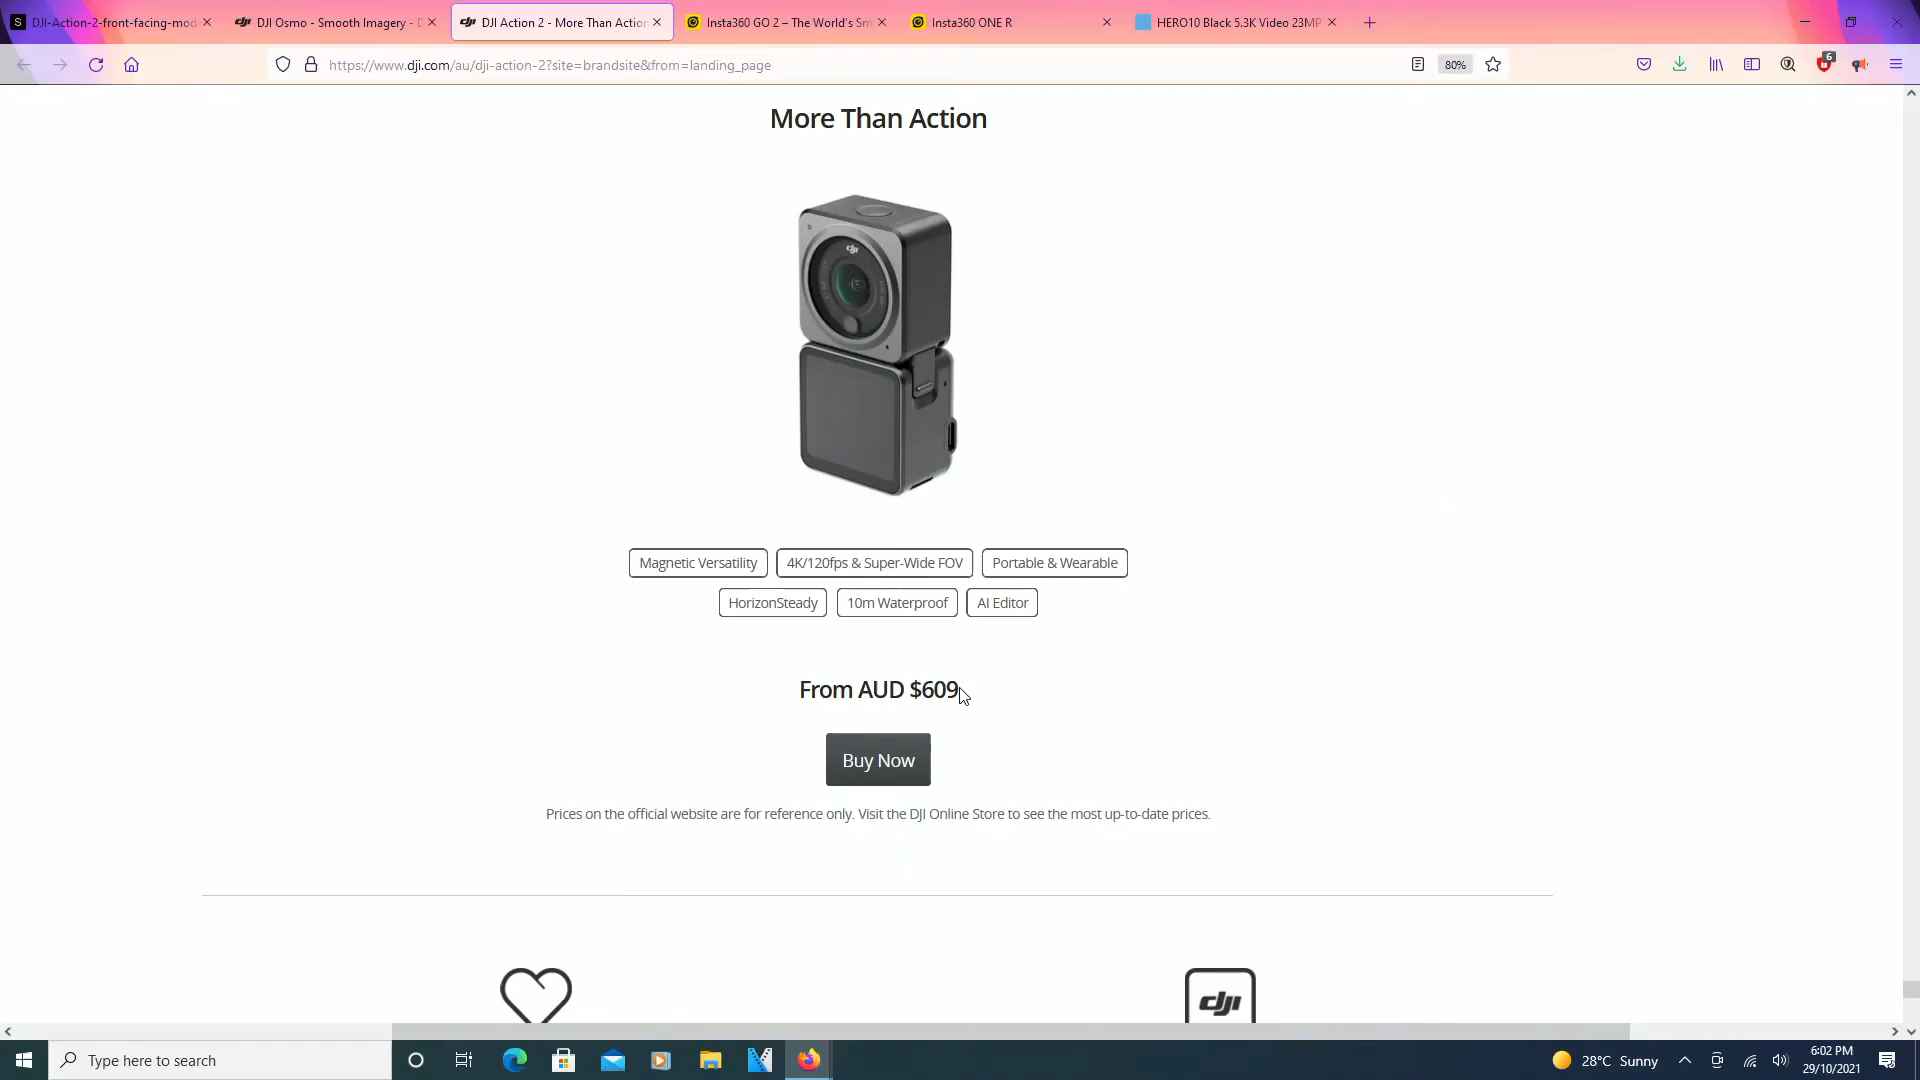 S DJI-Action-2-front-facing-mod
DJI Osmo - Smooth Imagery - D
DJI Action 2 - More Than Action
Insta360 GO 2 – The World's Sm
Insta360 ONE R
HERO10 Black 5.3K Video 23MP
https://www.dji.com/au/dji-action-2?site=brandsite&from=landing_page
80%
6
More Than Action
dji
Magnetic Versatility
4K/120fps & Super-Wide FOV
Portable & Wearable
HorizonSteady
10m Waterproof
AI Editor
From AUD $609
Buy Now
Prices on the official website are for reference only. Visit the DJI Online Store to see the most up-to-date prices.
dji
Type here to search
28°C Sunny
6:02 PM
29/10/2021